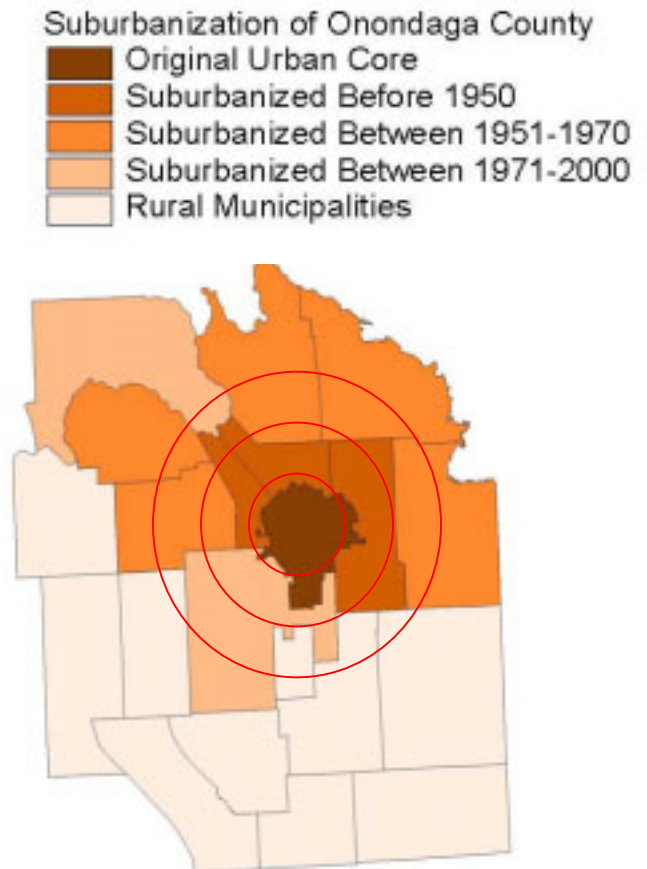 Suburbanization of Onondaga County
Original Urban Core
Suburbanized Before 1950
Suburbanized Between 1951-1970
Suburbanized Between 1971-2000
Rural Municipalities